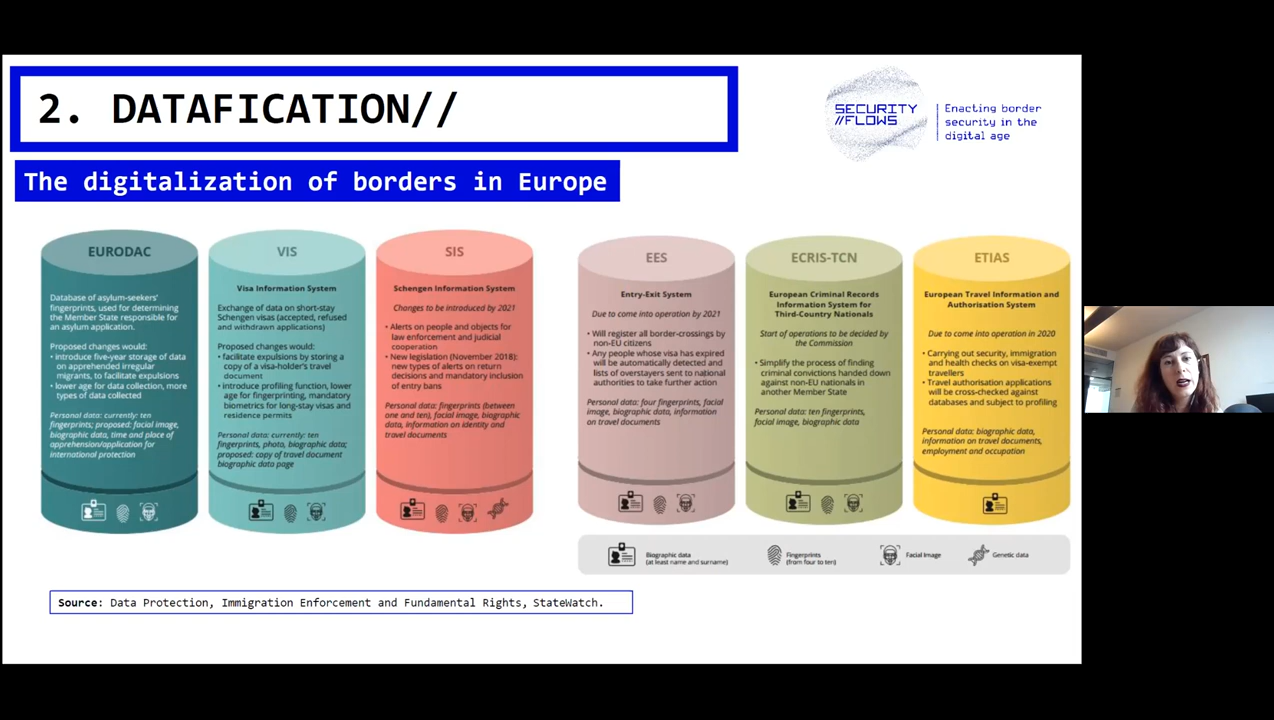 2. DATAFICATION//
SECURITY
//FLOWS
Enacting border
security in the
digital age
The digitalization of borders in Europe
EURODAC
Database of asylum-seekers'
fingerprints, used for determining
the Member State responsible for
an asylum application.
Proposed changes would:
• introduce five-year storage of data
on apprehended irregular
migrants, to facilitate expulsions
• lower age for data collection, more
types of data collected
Personal data: currently: ten
fingerprints; proposed: facial image,
biographic data, time and place of
apprehension/application for
international protection
VIS
Visa Information System
Exchange of data on short-stay
Schengen visas (accepted, refused
and withdrawn applications)
Proposed changes would:
• facilitate expulsions by storing a
copy of a visa-holder's travel
document
• introduce profiling function, lower
age for fingerprinting, mandatory
biometrics for long-stay visas and
residence permits
Personal data: currently: ten
fingerprints, photo, biographic data;
proposed: copy of travel document
biographic data page
SIS
Schengen Information System
Changes to be introduced by 2021
• Alerts on people and objects for
law enforcement and judicial
cooperation
• New legislation (November 2018):
new types of alerts on return
decisions and mandatory inclusion
of entry bans
Personal data: fingerprints (between
one and ten), facial image, biographic
data, information on identity and
travel documents
EES
Entry-Exit System
Due to come into operation by 2021
• Will register all border-crossings by
non-EU citizens
• Any people whose visa has expired
will be automatically detected and
lists of overstayers sent to national
authorities to take further action
Personal data: four fingerprints, facial
image, biographic data, information
on travel documents
ECRIS-TCN
European Criminal Records
Information System for
Third-Country Nationals
Start of operations to be decided by
the Commission
• Simplify the process of finding
criminal convictions handed down
against non-EU nationals in
another Member State
Personal data: ten fingerprints,
facial image, biographic data
ETIAS
European Travel Information and
Authorisation System
Due to come into operation in 2020
• Carrying out security, immigration
and health checks on visa-exempt
travellers
• Travel authorisation applications
will be cross-checked against
databases and subject to profiling
Personal data: biographic data,
information on travel documents,
employment and occupation
Biographic data
(at least name and surname)
Fingerprints
(from four to ten)
Facial Image
Genetic data
Source: Data Protection, Immigration Enforcement and Fundamental Rights, StateWatch.